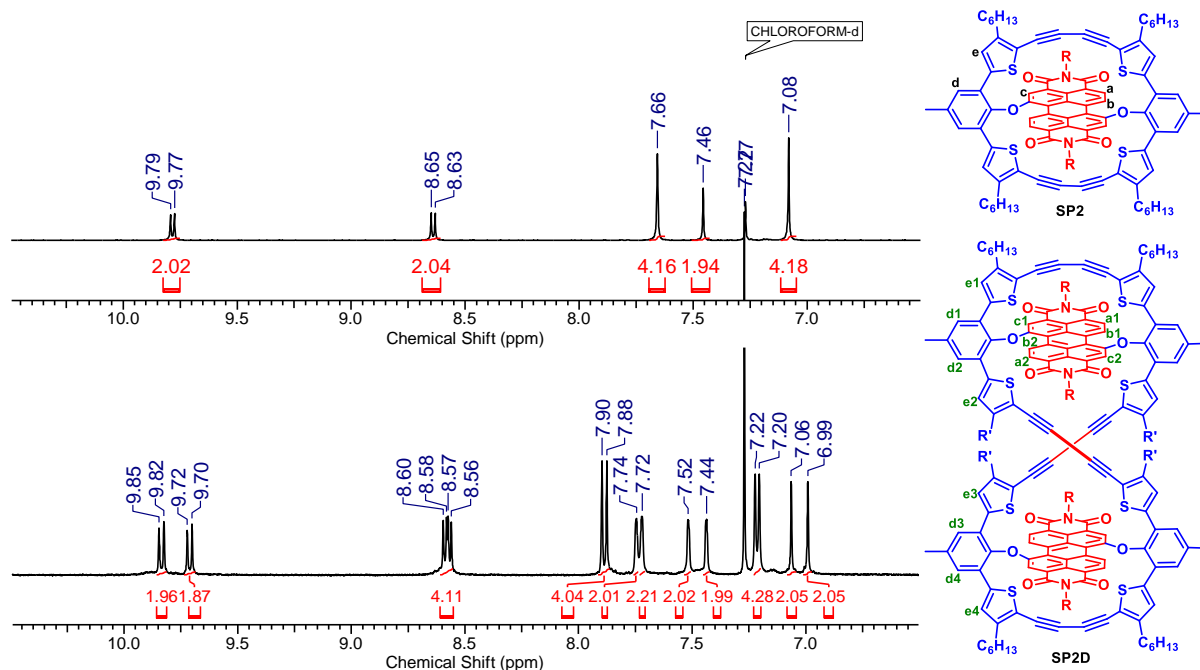 CHLOROFORM-d
9.79
9.77
8.65
8.63
7.66
7.46
7.27
7.08
2.02
2.04
4.16
1.94
4.18
10.0 9.5 9.0 8.5 8.0 7.5 7.0
Chemical Shift (ppm)
9.85
9.82
9.72
9.70
8.60
8.58
8.57
8.56
7.90
7.88
7.74
7.72
7.52
7.44
7.22
7.20
7.06
6.99
1.96
1.87
4.11
4.04
2.01
2.21
2.02
1.99
4.28
2.05
2.05
10.0 9.5 9.0 8.5 8.0 7.5 7.0
Chemical Shift (ppm)
C6H13 C6H13
e
S R S
O N O
d c a
O b O
O N O
S R S
C6H13 C6H13
SP2
C6H13 C6H13
e1
S R S
O N O
d1 c1 a1
O b1 O
b2
d2 a2 c2
O N O
S R S
e2
R' R'
R' R'
e3
S R S
O N O
d3
O O
d4
O N O
S R S
e4
C6H13 C6H13
SP2D